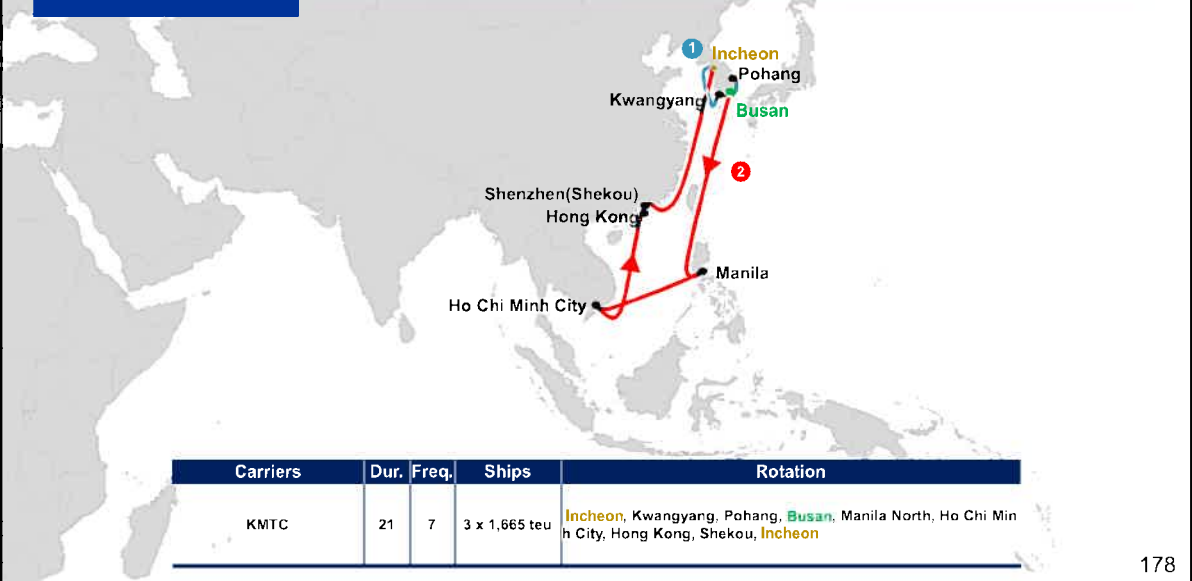 1
Incheon
Pohang
Kwangyang
Busan
2
Shenzhen(Shekou)
Hong Kong
Manila
Ho Chi Minh City
Carriers Dur. Freq. Ships Rotation
KMTC 21 7 3 x 1,665 teu Incheon, Kwangyang, Pohang, Busan, Manila North, Ho Chi Min
h City, Hong Kong, Shekou, Incheon
178